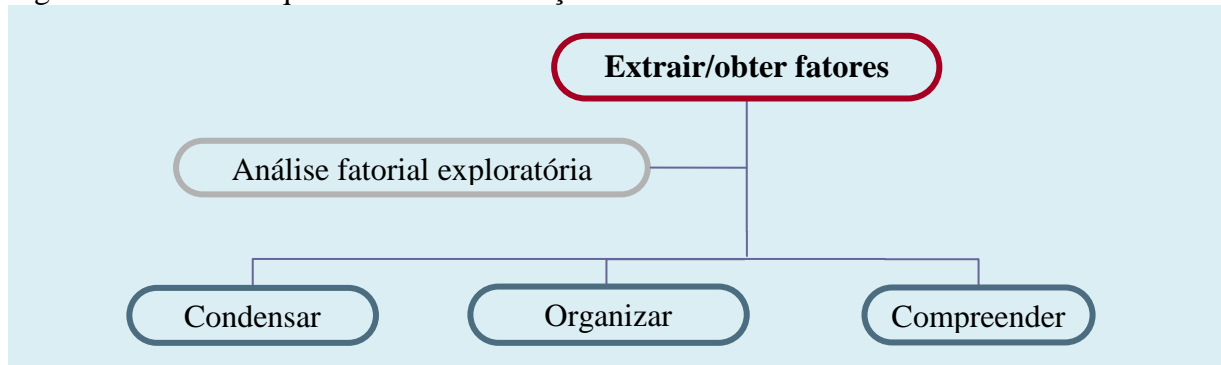 Extrair/obter fatores
Análise fatorial exploratória
Condensar
Organizar
Compreender